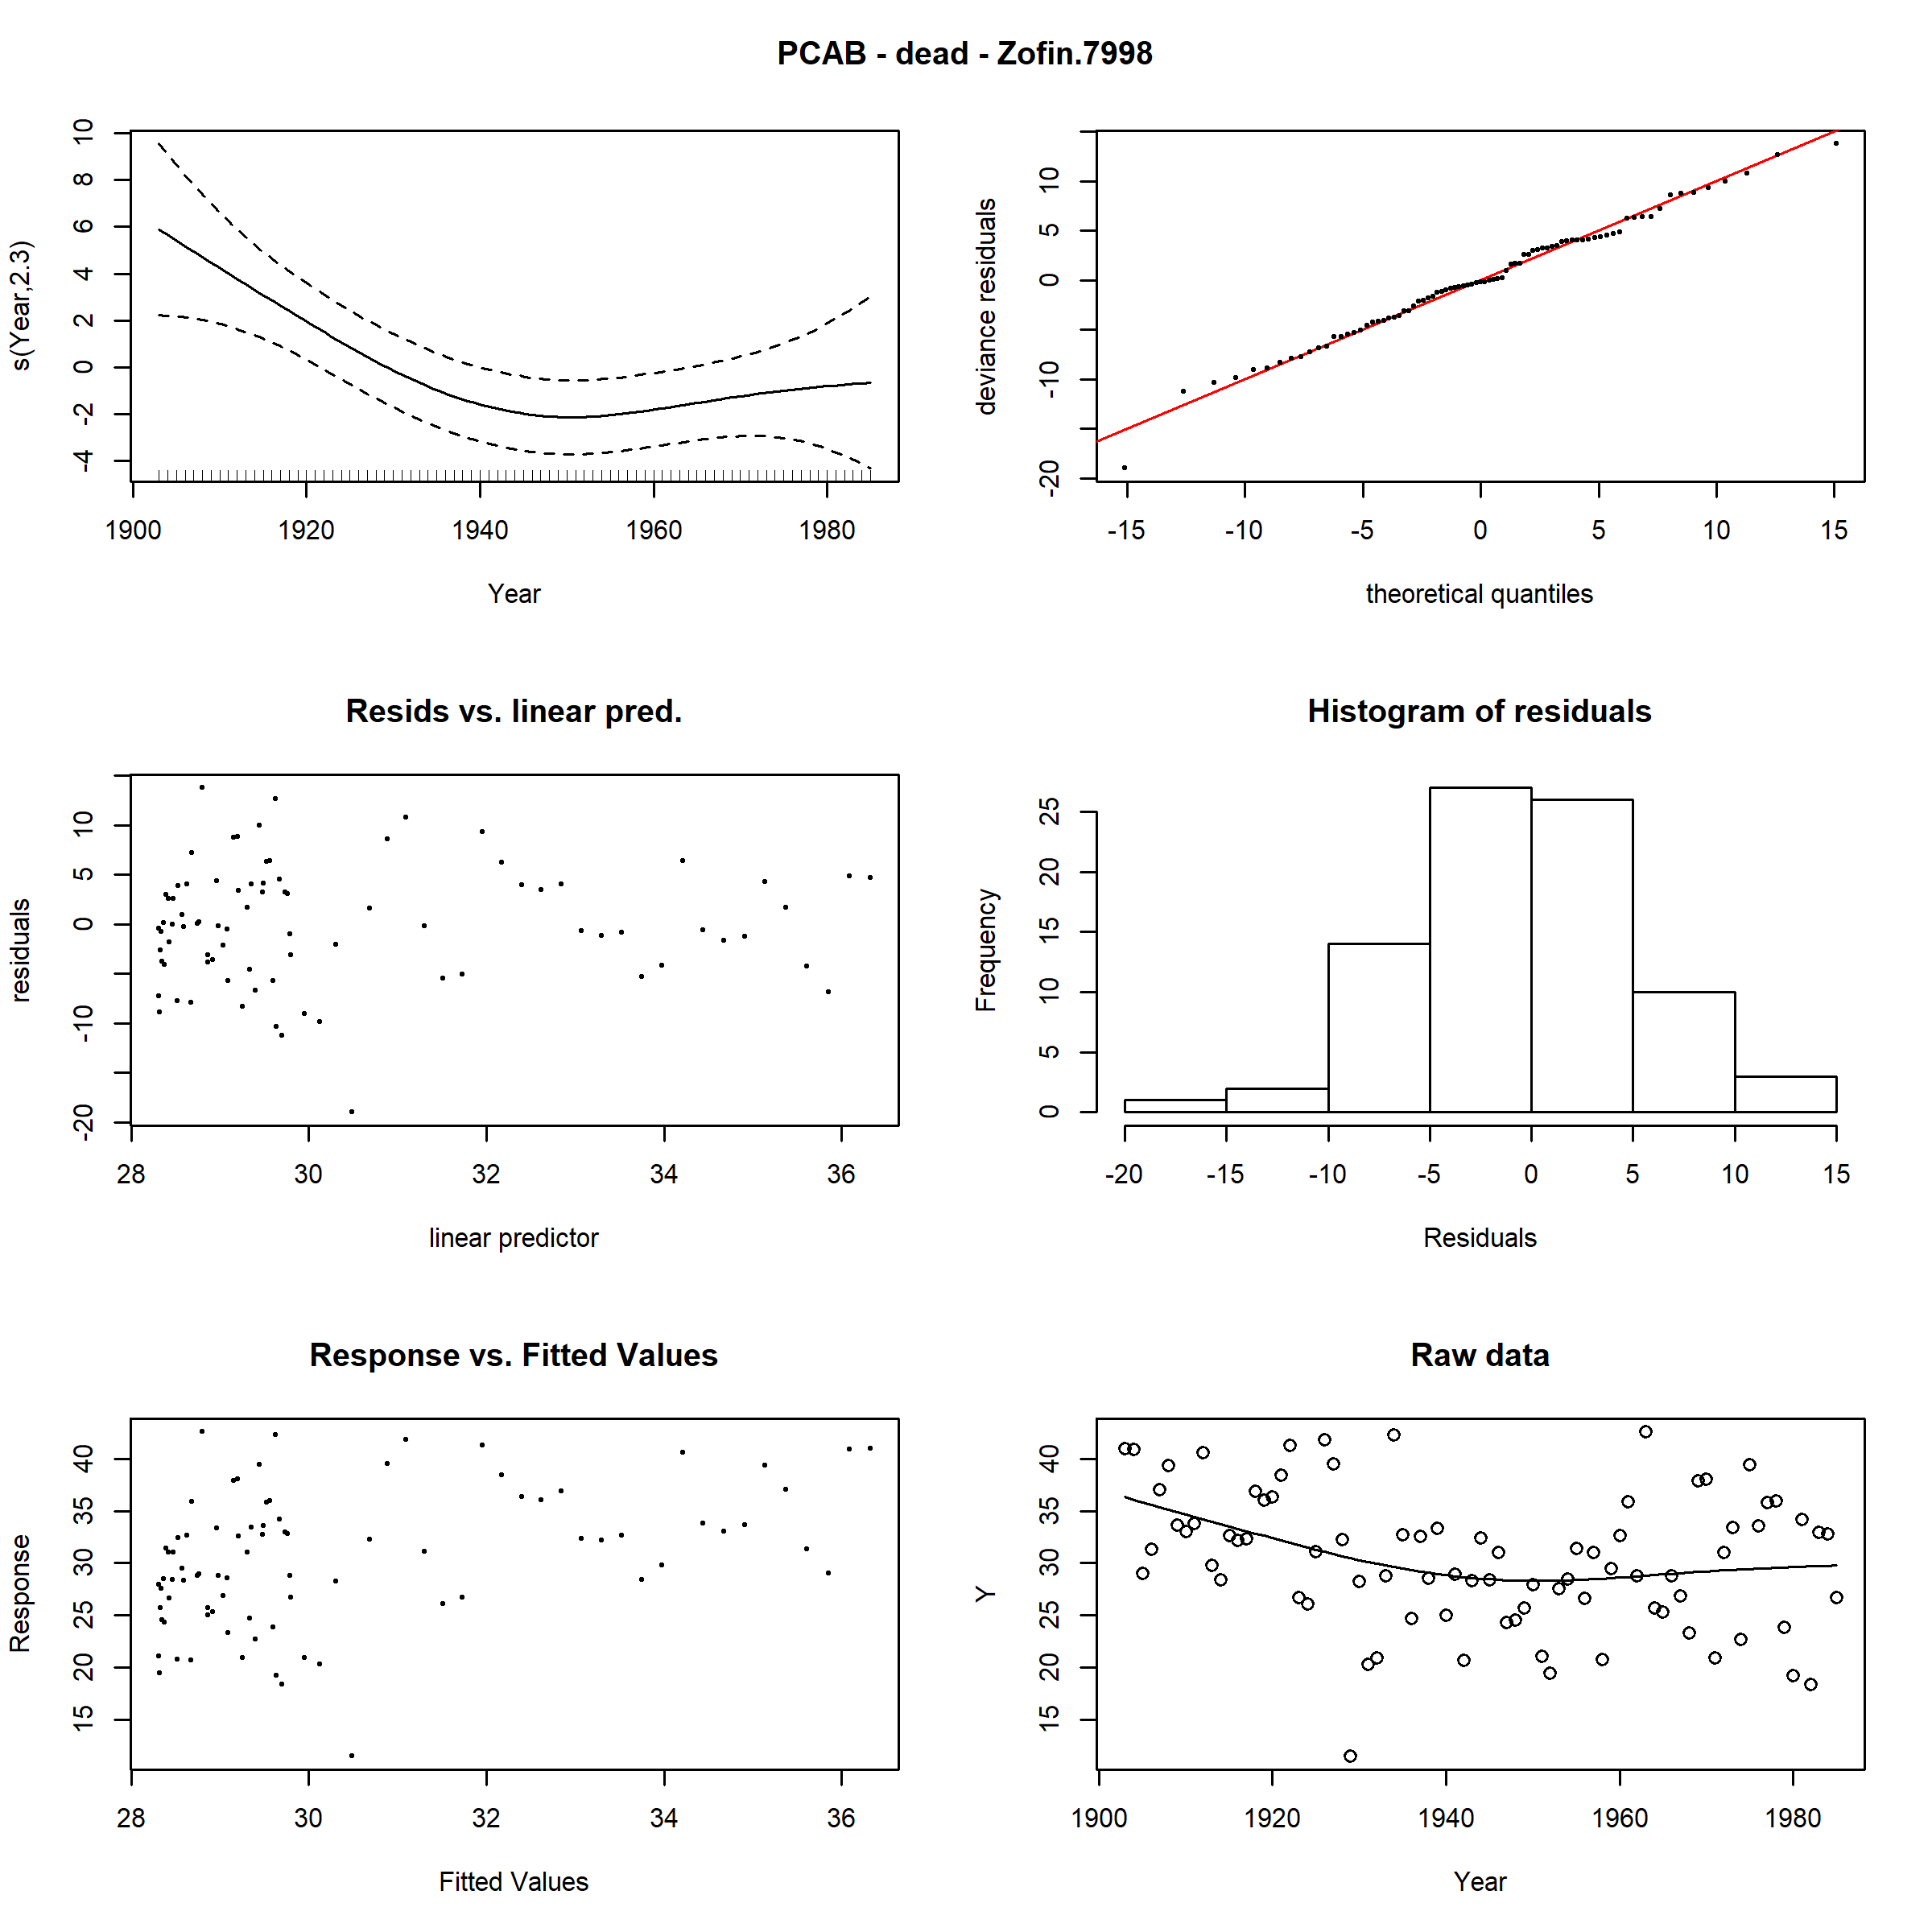 PCAB - dead - Zofin.7998
s(Year,2.3)
-4 -2 0 2 4 6 8 10
1900 1920 1940 1960 1980
Year
deviance residuals
-20 -10 0 5 10
-15 -10 -5 0 5 10 15
theoretical quantiles
Resids vs. linear pred.
residuals
-20 -10 0 5 10
28 30 32 34 36
linear predictor
Histogram of residuals
Frequency
0 5 10 15 20 25
-20 -15 -10 -5 0 5 10 15
Residuals
Response vs. Fitted Values
Response
15 20 25 30 35 40
28 30 32 34 36
Fitted Values
Raw data
Y
15 20 25 30 35 40
1900 1920 1940 1960 1980
Year